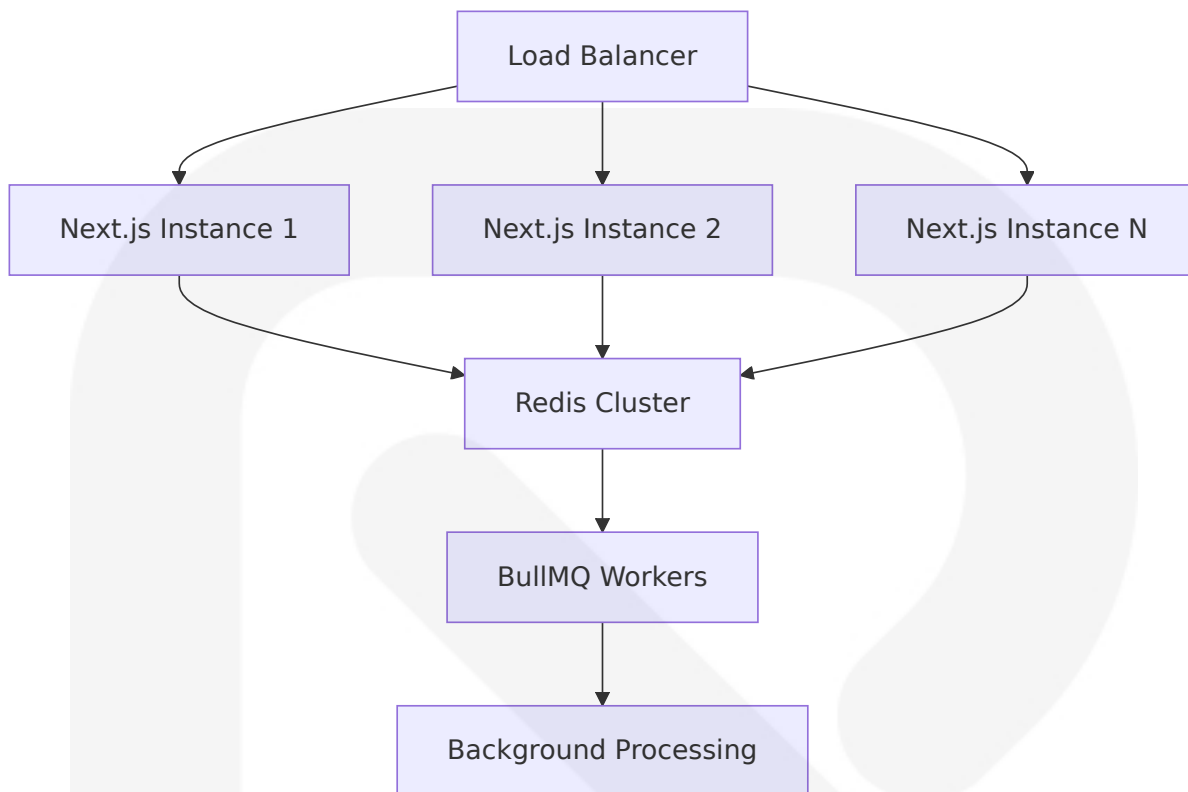 Load Balancer
Next.js Instance 1
Next.js Instance 2
Next.js Instance N
Redis Cluster
BullMQ Workers
Background Processing